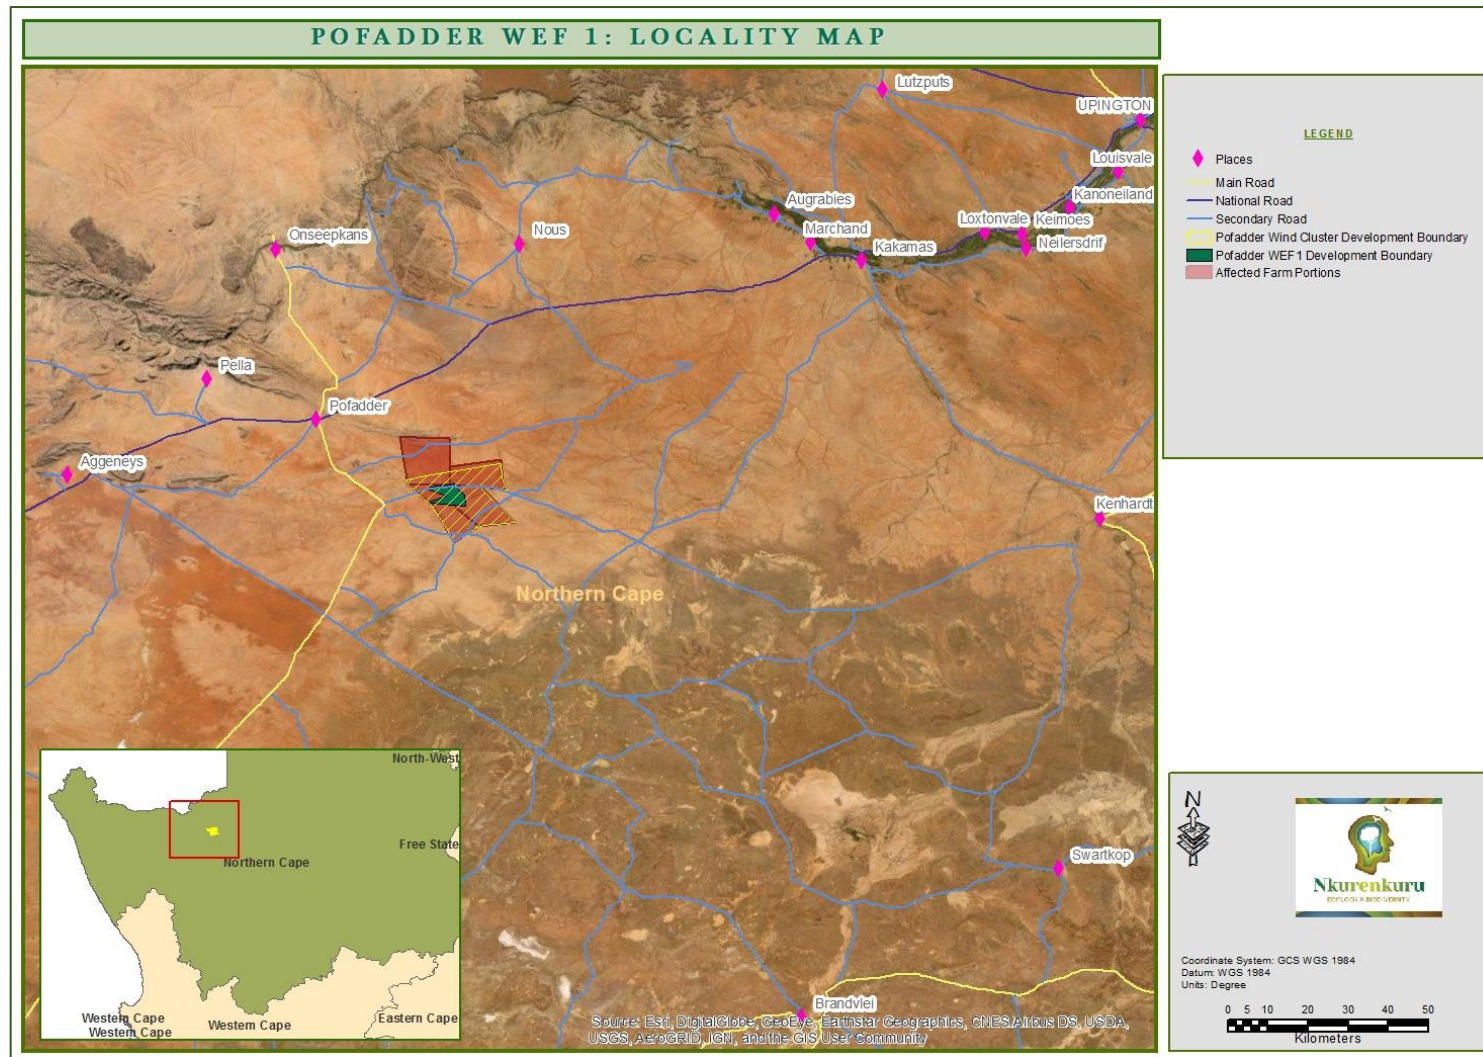 POFADDER WEF 1: LOCALITY MAP
Lutzputs
UPINGTON
Louisvale
Kanoneiland
Augrabies
Loxtonvale
Keimoes
Marchand
Neilersdrif
Kakamas
Onseepkans
Nous
Pella
Pofadder
Aggeneys
Kenhardt
Northern Cape
Swartkop
Brandvlei
Source: Esri, DigitalGlobe, GeoEye, Earthstar Geographics, CNES/Airbus DS, USDA,
USGS, AeroGRID, IGN, and the GIS User Community
North-West
Free State
Northern Cape
Western Cape
Western Cape
Western Cape
Eastern Cape
LEGEND
Places
Main Road
National Road
Secondary Road
Pofadder Wind Cluster Development Boundary
Pofadder WEF1 Development Boundary
Affected Farm Portions
N
Nkurenkuru
ECOLOGY & BIODIVERSITY
Coordinate System: GCS WGS 1984
Datum: WGS 1984
Units: Degree
0 5 10 20 30 40 50
Kilometers